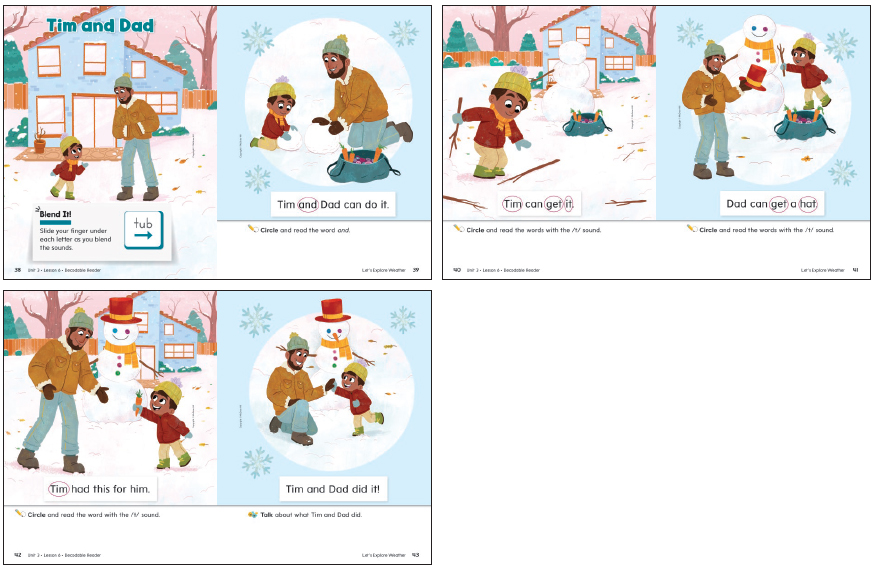 Tim and Dad
Blend It!
Slide your finger under
each letter as you blend
the sounds.
tub
38 Unit 3 • Lesson 6 • Decodable Reader
Tim and Dad can do it.
Circle and read the word and.
Let's Explore Weather 39
Tim can get it.
Circle and read the words with the /t/ sound.
40 Unit 3 • Lesson 6 • Decodable Reader
Dad can get a hat.
Circle and read the words with the /t/ sound.
Let's Explore Weather 41
Tim had this for him.
Circle and read the word with the /t/ sound.
42 Unit 3 • Lesson 6 • Decodable Reader
Tim and Dad did it!
Talk about what Tim and Dad did.
Let's Explore Weather 43